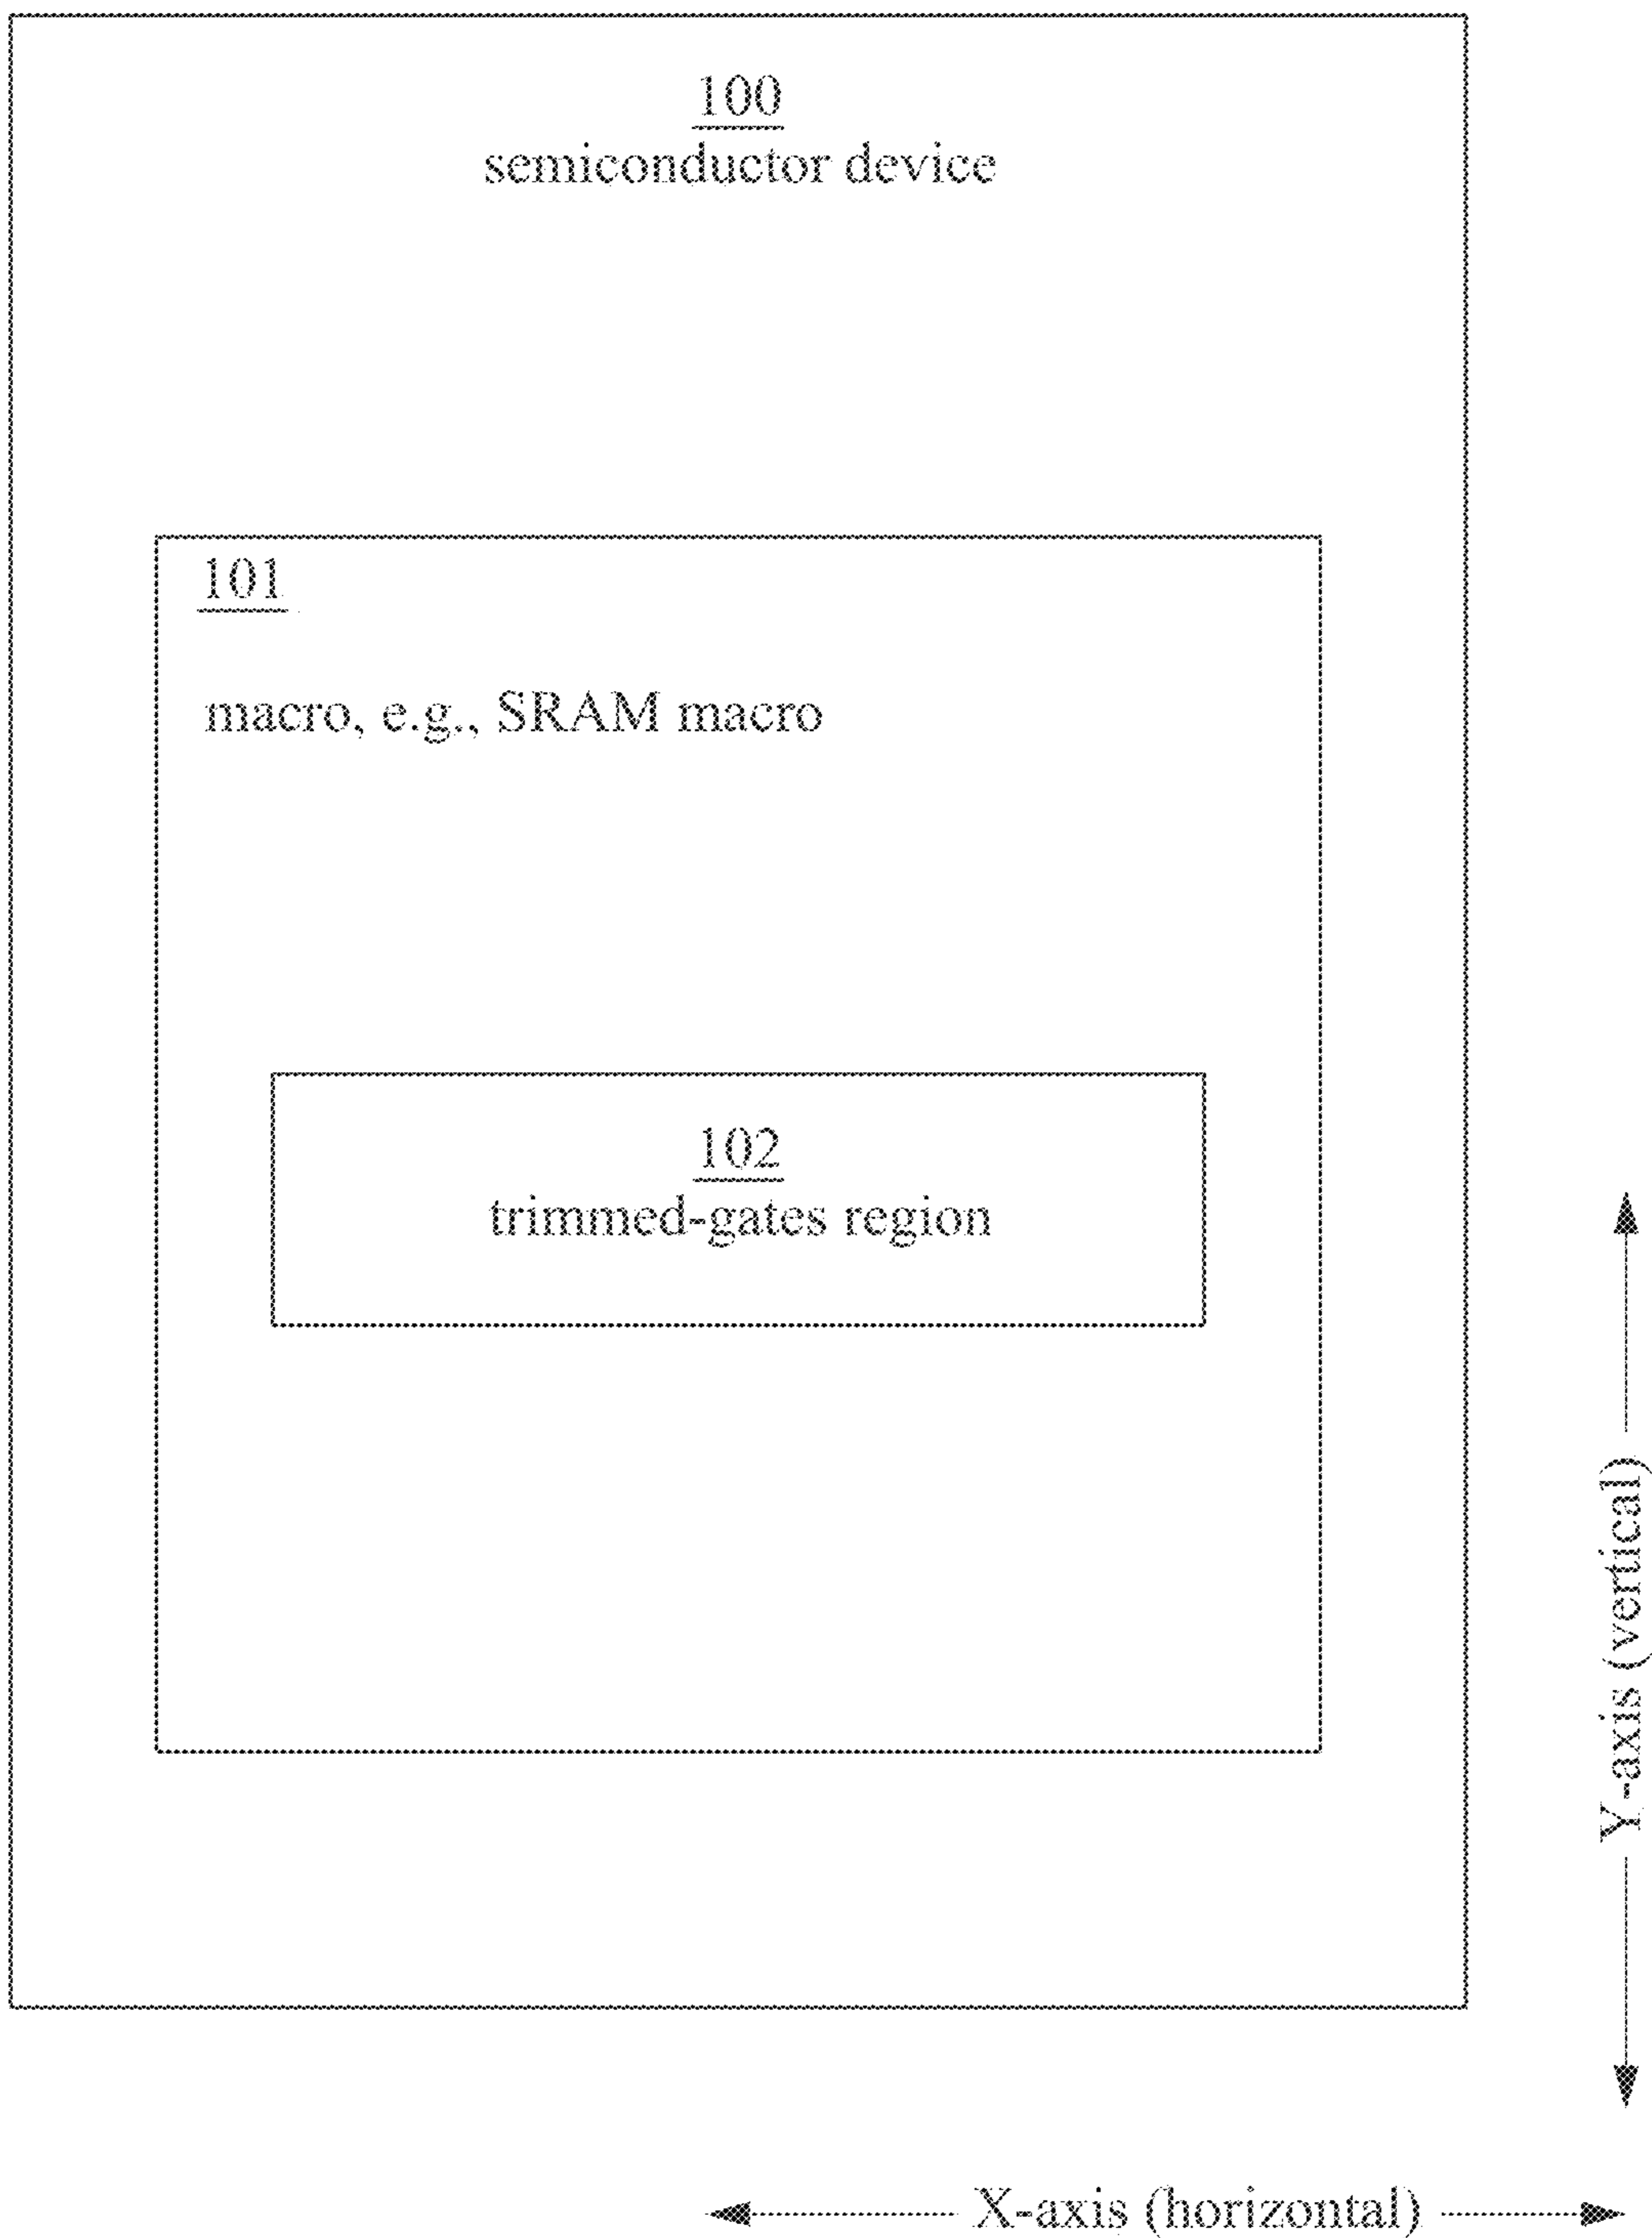 100
semiconductor device
101
macro, e.g., SRAM macro
102
trimmed-gates region
Y-axis (vertical)
X-axis (horizontal)